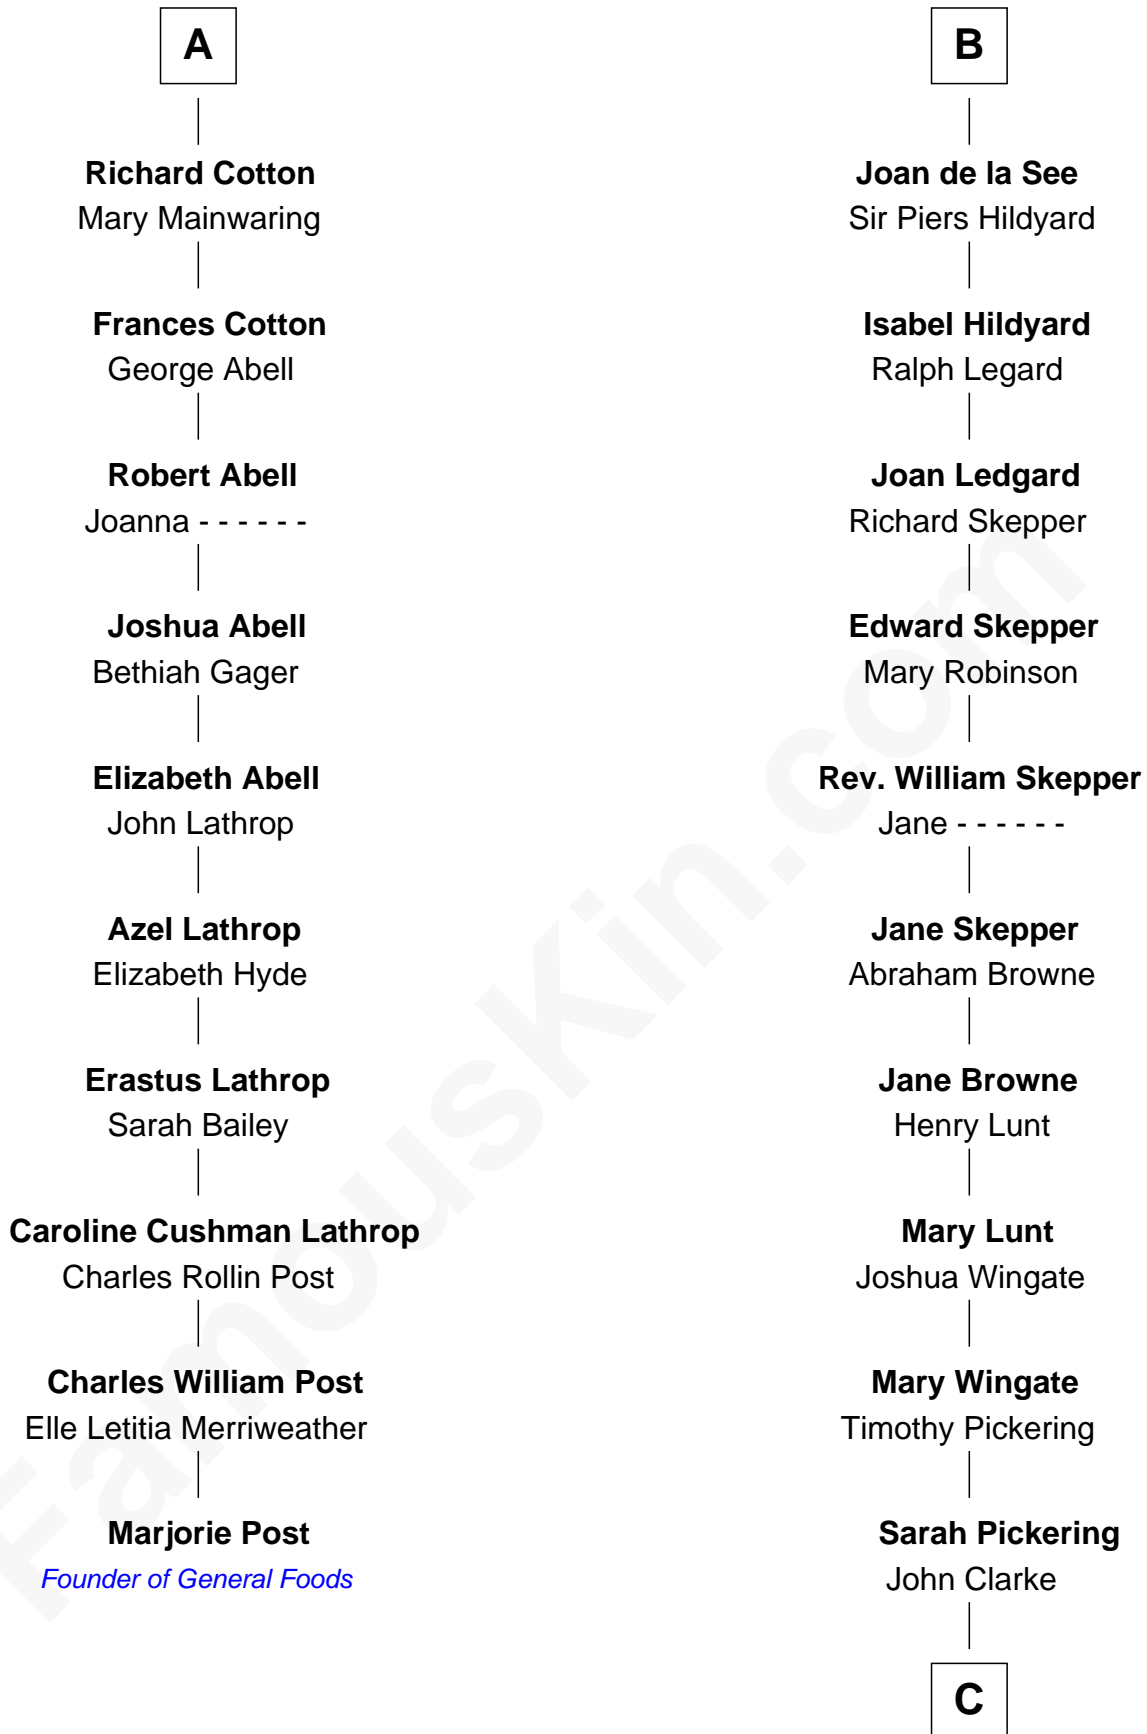 A
Richard Cotton
Mary Mainwaring
Frances Cotton
George Abell
Robert Abell
Joanna - - - - - -
Joshua Abell
Bethiah Gager
Elizabeth Abell
John Lathrop
Azel Lathrop
Elizabeth Hyde
Erastus Lathrop
Sarah Bailey
Caroline Cushman Lathrop
Charles Rollin Post
Charles William Post
Elle Letitia Merriweather
Marjorie Post
Founder of General Foods
B
Joan de la See
Sir Piers Hildyard
Isabel Hildyard
Ralph Legard
Joan Ledgard
Richard Skepper
Edward Skepper
Mary Robinson
Rev. William Skepper
Jane - - - - - -
Jane Skepper
Abraham Browne
Jane Browne
Henry Lunt
Mary Lunt
Joshua Wingate
Mary Wingate
Timothy Pickering
Sarah Pickering
John Clarke
C
FamousKin.com